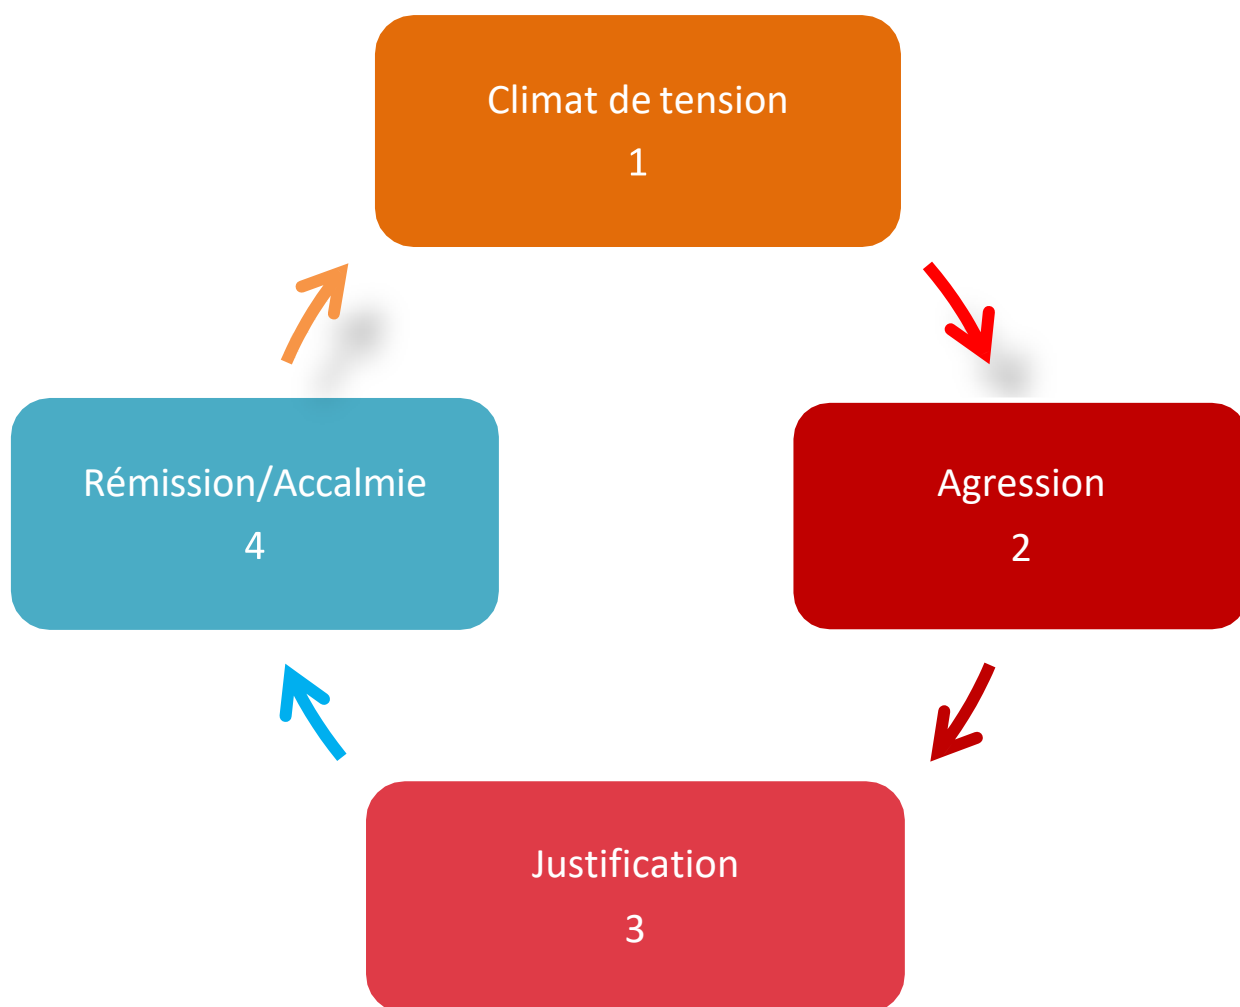 Climat de tension
1
Agression
2
Justification
3
Rémission/Accalmie
4